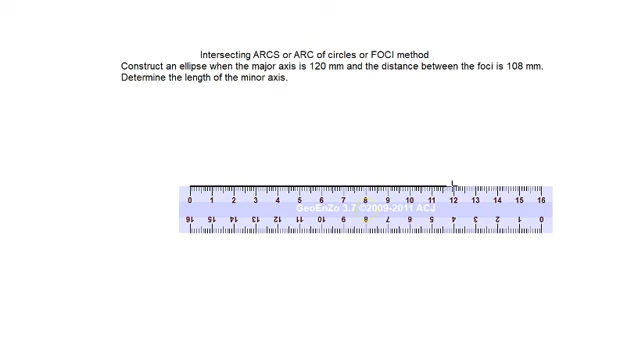 Intersecting ARCS or ARC of circles or FOCI method
Construct an ellipse when the major axis is 120 mm and the distance between the foci is 108 mm.
Determine the length of the minor axis.
0 1 2 3 4 5 6 7 8 9 10 11 12 13 14 15 16
GeoEnZo 3.7 ©2009-2011 ACJ
16 15 14 13 12 11 10 9 8 7 6 5 4 3 2 1 0